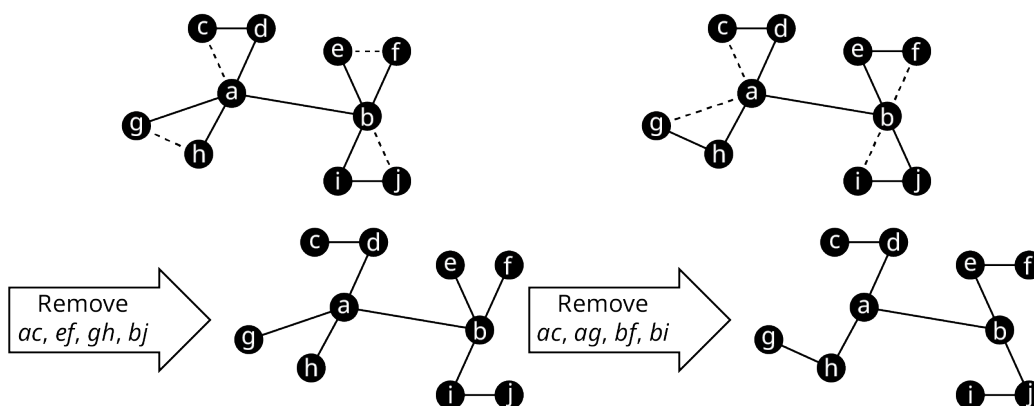 c d
e f
a
b
g
h
i j
c d
e f
a
b
g
h
i j
Remove
ac, ef, gh, bj
c d
e f
a
b
g
h
i j
Remove
ac, ag, bf, bi
c d
e f
a
b
g
h
i j